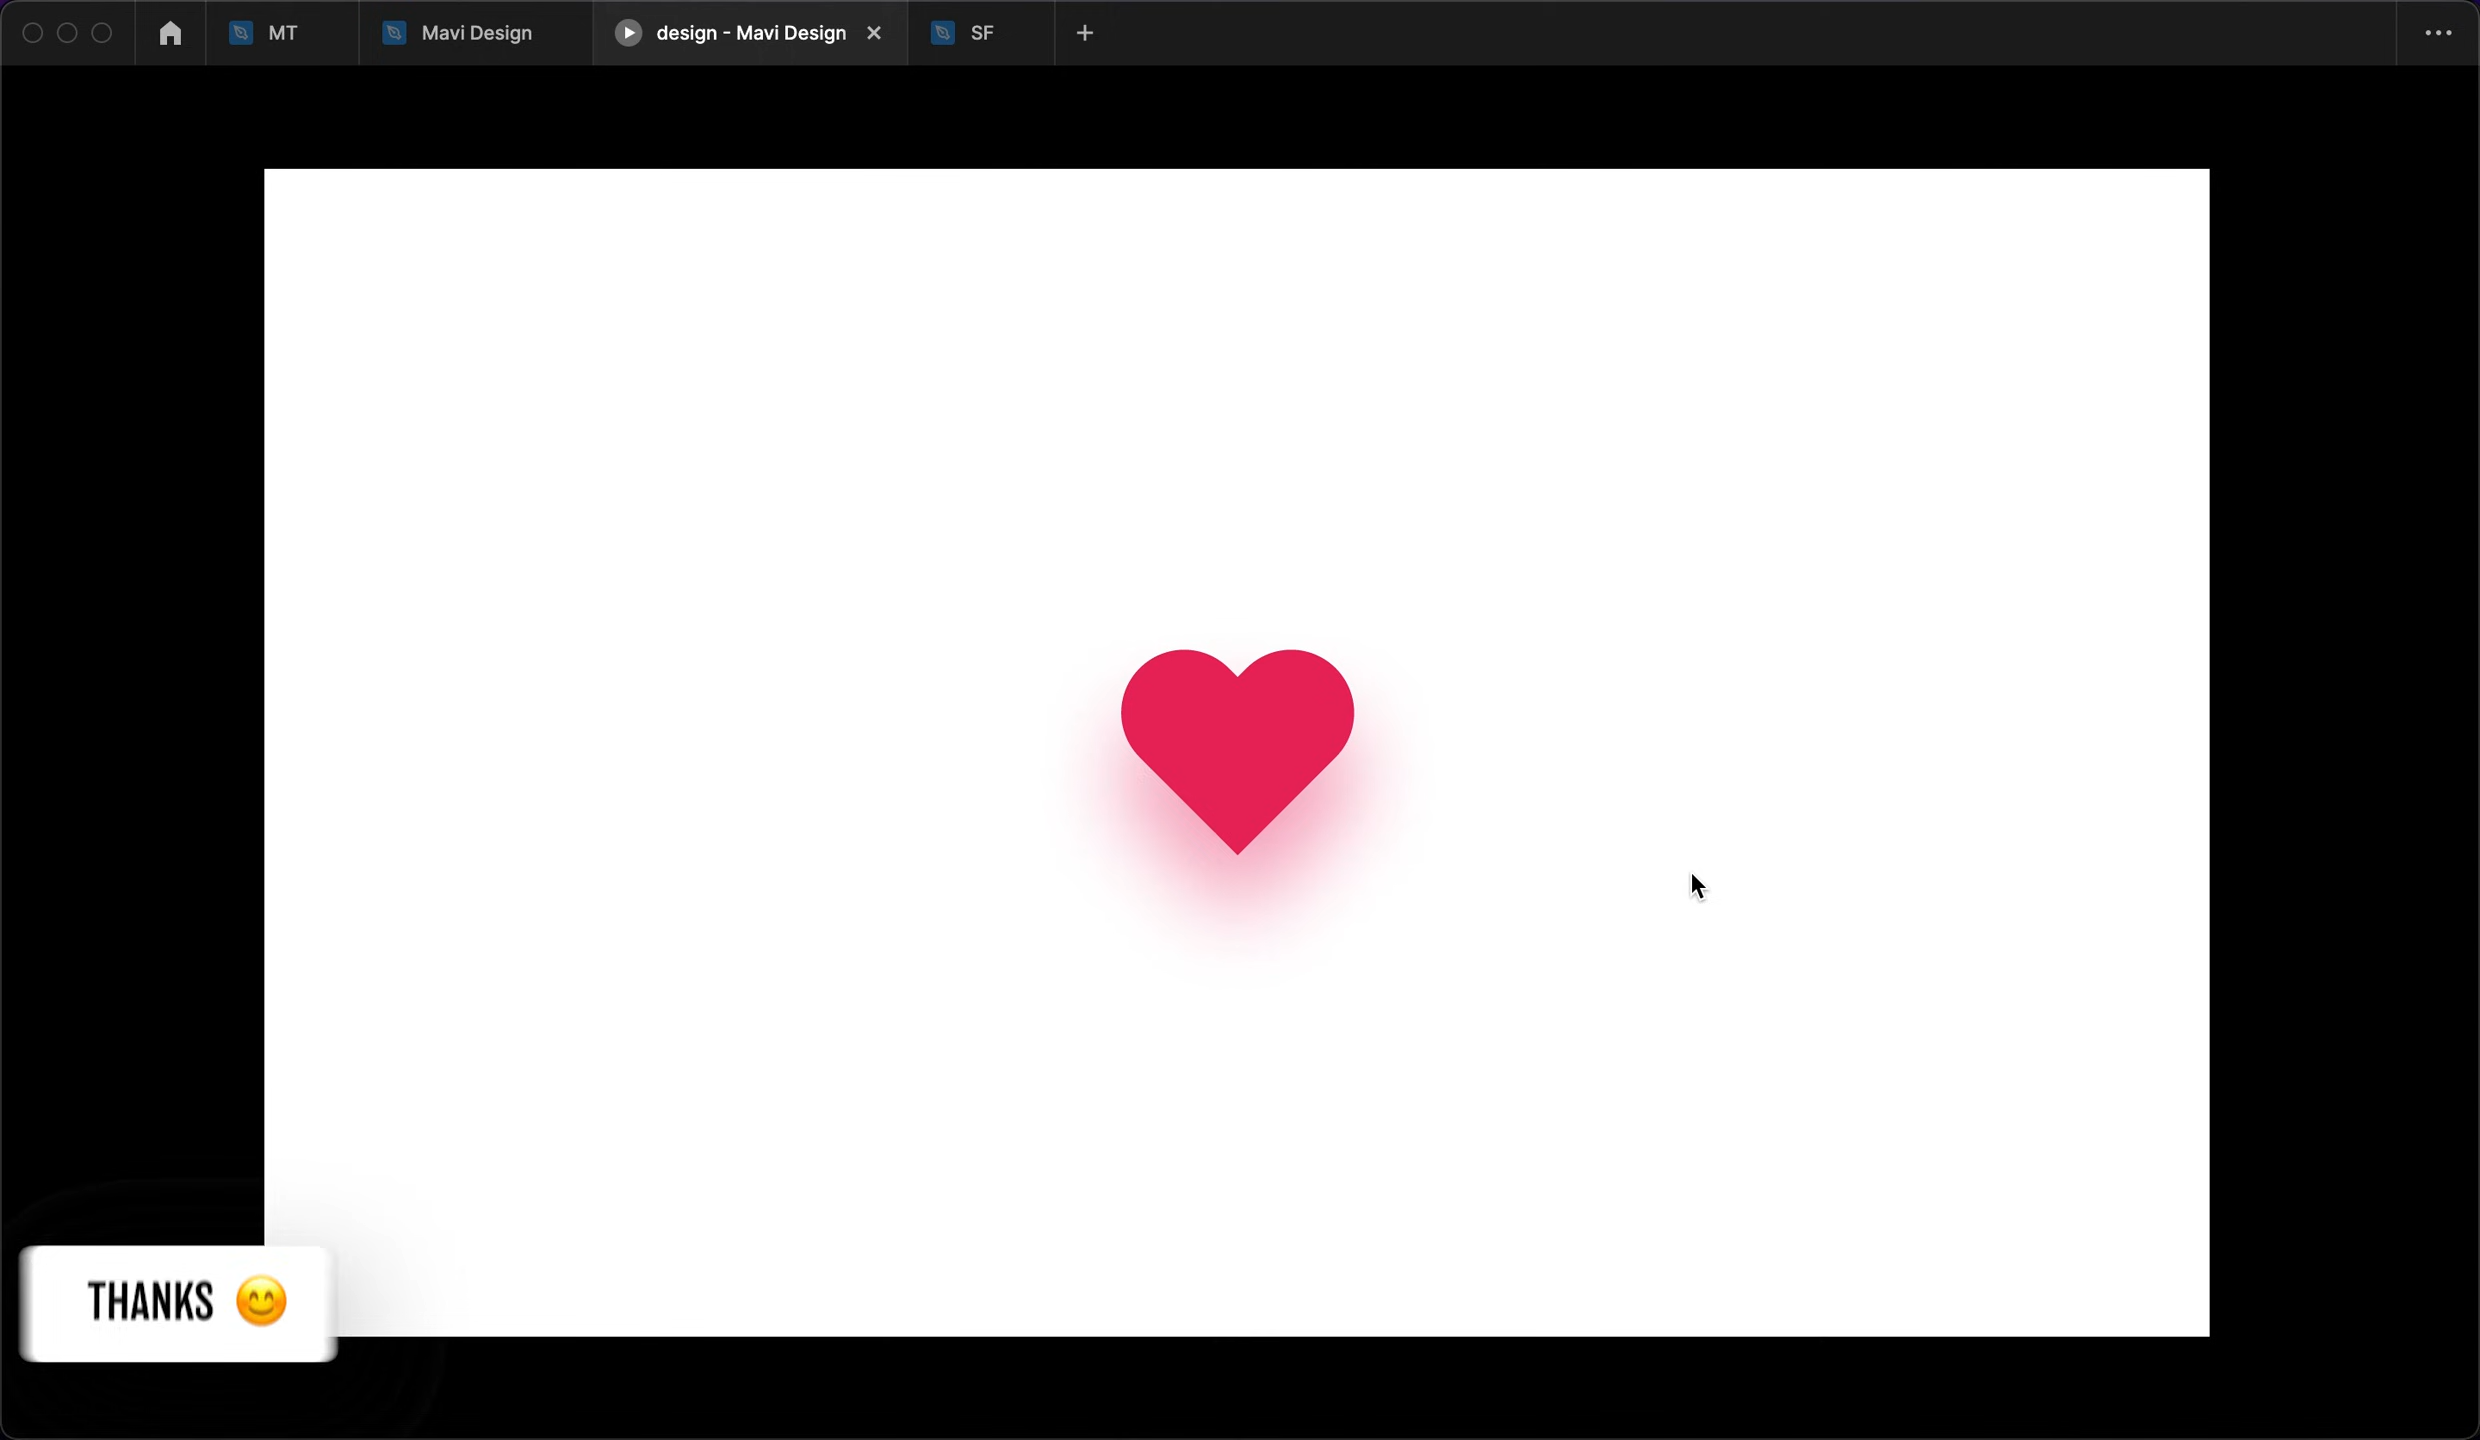 MT
Mavi Design
design - Mavi Design
SF
THANKS 😊